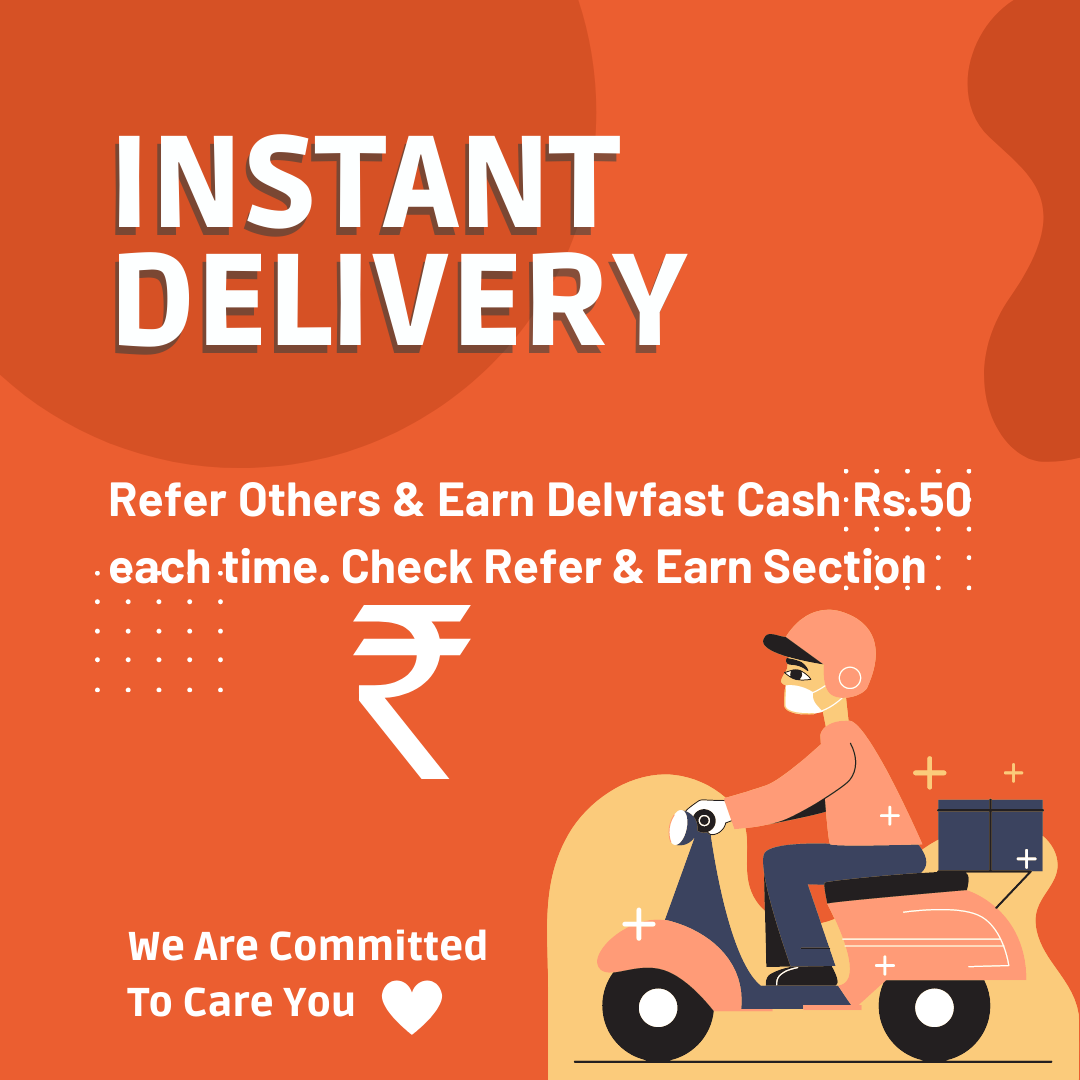 INSTANT
DELIVERY
Refer Others & Earn Delvfast Cash Rs.50
each time. Check Refer & Earn Section
₹
We Are Committed
To Care You